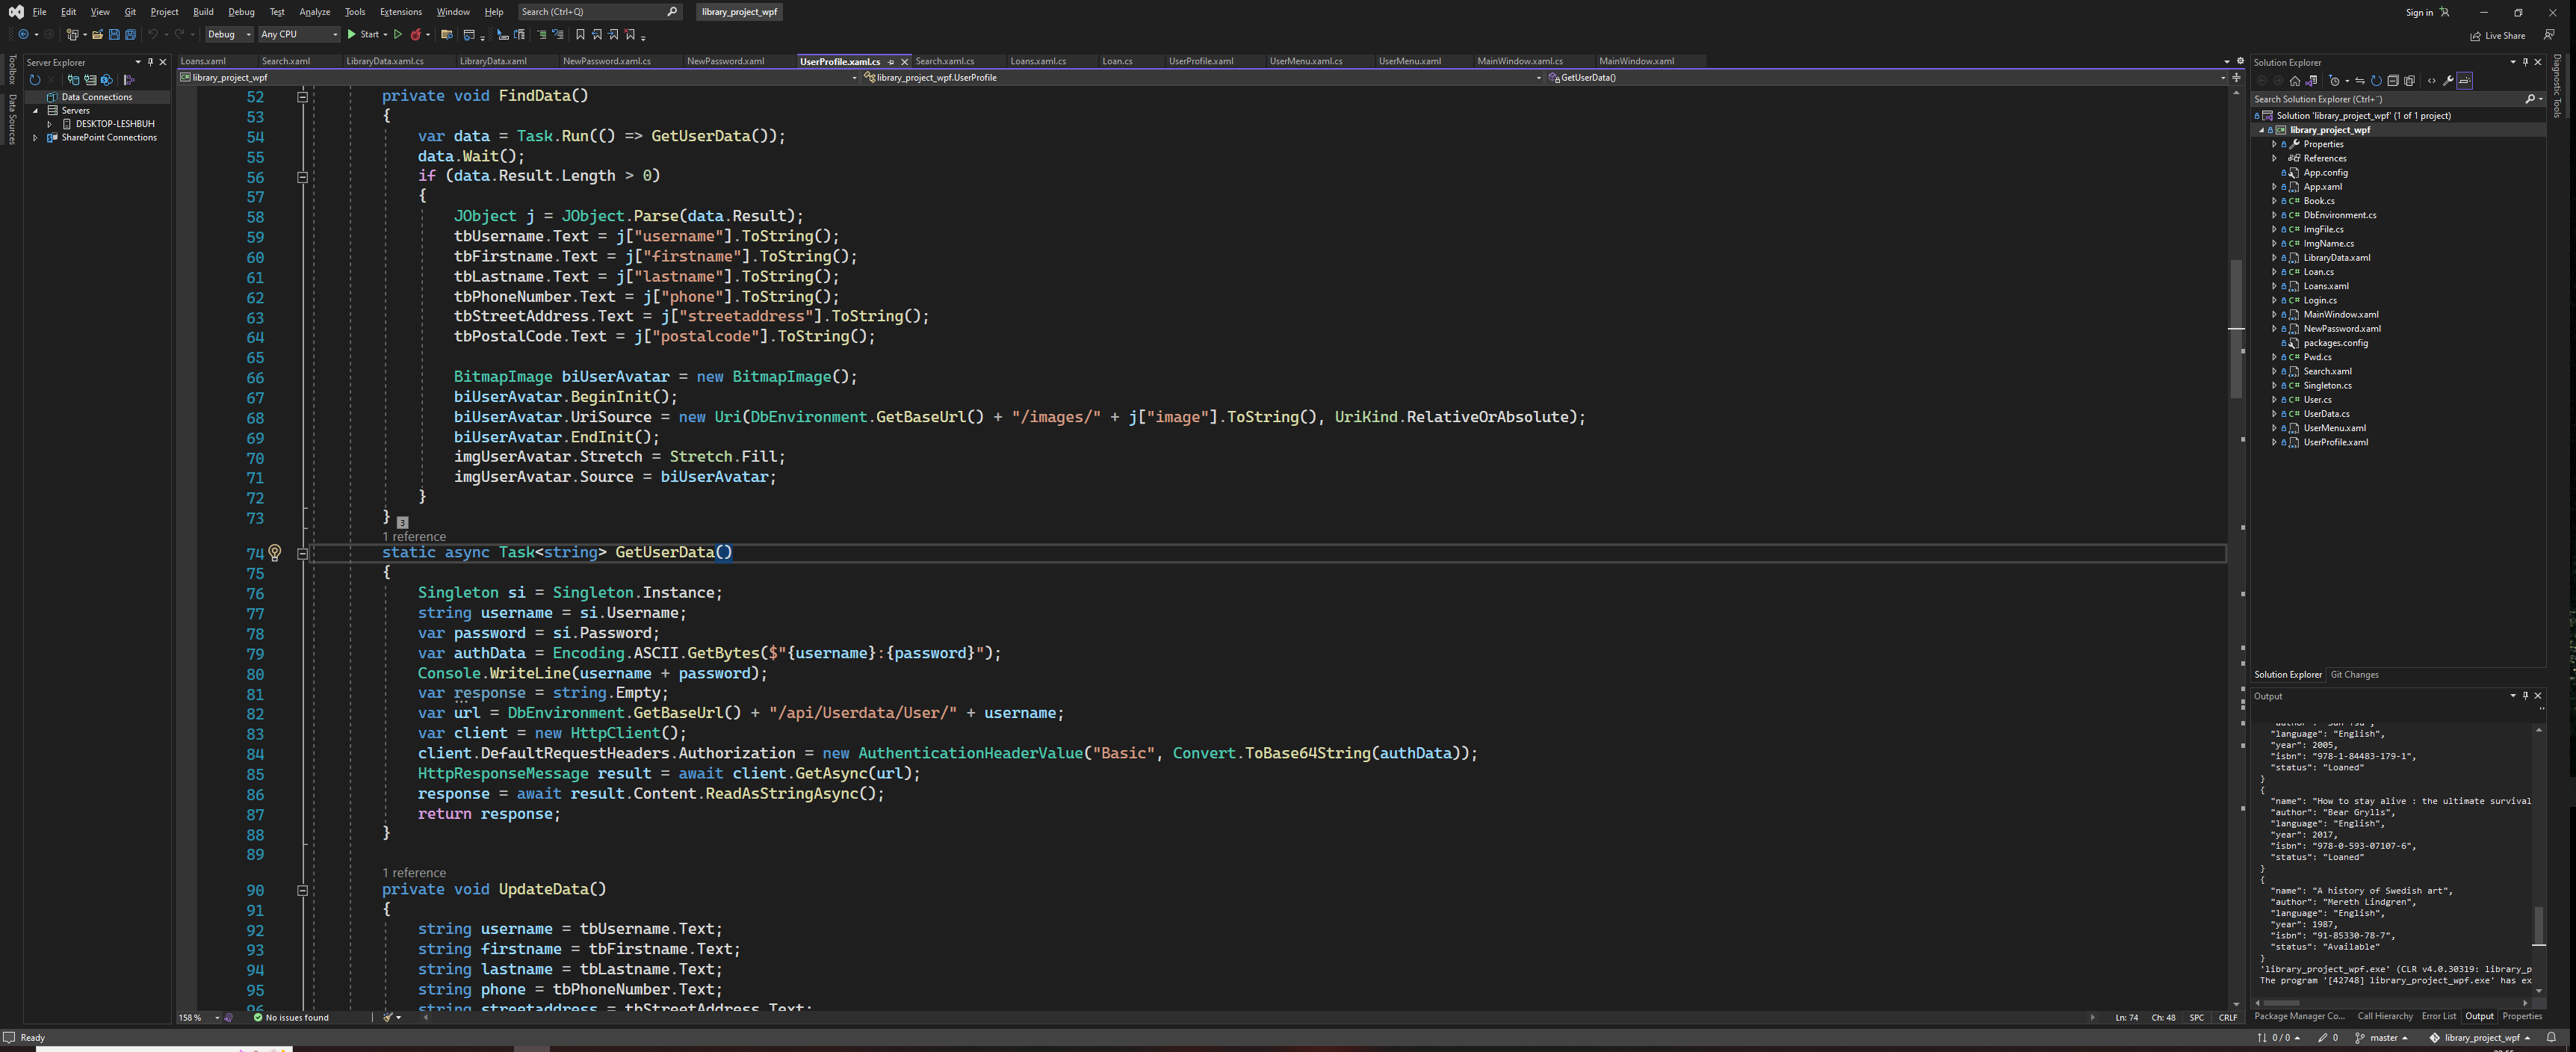 File Edit View Git Project Build Debug Test Analyze Tools Extensions Window Help Search (Ctrl+Q) library_project_wpf Sign in
Debug Any CPU Start Live Share
Toolbox
Data Sources
Server Explorer
Data Connections
Servers
DESKTOP-LESHBUH
SharePoint Connections
Loans.xaml Search.xaml LibraryData.xaml.cs LibraryData.xaml NewPassword.xaml.cs NewPassword.xaml UserProfile.xaml.cs Search.xaml.cs Loans.xaml.cs Loan.cs UserProfile.xaml UserMenu.xaml.cs UserMenu.xaml MainWindow.xaml.cs MainWindow.xaml
library_project_wpf library_project_wpf.UserProfile GetUserData()
52 private void FindData()
53 {
54 var data = Task.Run(() => GetUserData());
55 data.Wait();
56 if (data.Result.Length > 0)
57 {
58 JObject j = JObject.Parse(data.Result);
59 tbUsername.Text = j["username"].ToString();
60 tbFirstname.Text = j["firstname"].ToString();
61 tbLastname.Text = j["lastname"].ToString();
62 tbPhoneNumber.Text = j["phone"].ToString();
63 tbStreetAddress.Text = j["streetaddress"].ToString();
64 tbPostalCode.Text = j["postalcode"].ToString();
65
66 BitmapImage biUserAvatar = new BitmapImage();
67 biUserAvatar.BeginInit();
68 biUserAvatar.UriSource = new Uri(DbEnvironment.GetBaseUrl() + "/images/" + j["image"].ToString(), UriKind.RelativeOrAbsolute);
69 biUserAvatar.EndInit();
70 imgUserAvatar.Stretch = Stretch.Fill;
71 imgUserAvatar.Source = biUserAvatar;
72 }
73 } 3
1 reference
74 static async Task<string> GetUserData()
75 {
76 Singleton si = Singleton.Instance;
77 string username = si.Username;
78 var password = si.Password;
79 var authData = Encoding.ASCII.GetBytes($"{username}:{password}");
80 Console.WriteLine(username + password);
81 var response = string.Empty;
82 var url = DbEnvironment.GetBaseUrl() + "/api/Userdata/User/" + username;
83 var client = new HttpClient();
84 client.DefaultRequestHeaders.Authorization = new AuthenticationHeaderValue("Basic", Convert.ToBase64String(authData));
85 HttpResponseMessage result = await client.GetAsync(url);
86 response = await result.Content.ReadAsStringAsync();
87 return response;
88 }
89
1 reference
90 private void UpdateData()
91 {
92 string username = tbUsername.Text;
93 string firstname = tbFirstname.Text;
94 string lastname = tbLastname.Text;
95 string phone = tbPhoneNumber.Text;
96 string streetaddress = tbStreetAddress.Text;
158 % No issues found Ln: 74 Ch: 48 SPC CRLF
Solution Explorer
Search Solution Explorer (Ctrl+¨)
Solution 'library_project_wpf' (1 of 1 project)
library_project_wpf
Properties
References
App.config
App.xaml
C# Book.cs
C# DbEnvironment.cs
C# ImgFile.cs
C# ImgName.cs
LibraryData.xaml
C# Loan.cs
Loans.xaml
C# Login.cs
MainWindow.xaml
NewPassword.xaml
packages.config
C# Pwd.cs
Search.xaml
C# Singleton.cs
C# User.cs
C# UserData.cs
UserMenu.xaml
UserProfile.xaml
Solution Explorer Git Changes
Output
"author": "Sun Tsu",
"language": "English",
"year": 2005,
"isbn": "978-1-84483-179-1",
"status": "Loaned"
}
{
"name": "How to stay alive : the ultimate survival
"author": "Bear Grylls",
"language": "English",
"year": 2017,
"isbn": "978-0-593-07107-6",
"status": "Loaned"
}
{
"name": "A history of Swedish art",
"author": "Mereth Lindgren",
"language": "English",
"year": 1987,
"isbn": "91-85330-78-7",
"status": "Available"
}
'library_project_wpf.exe' (CLR v4.0.30319: library_p
The program '[42748] library_project_wpf.exe' has ex
Package Manager Co... Call Hierarchy Error List Output Properties
Diagnostic Tools
Ready 0 / 0 0 master library_project_wpf